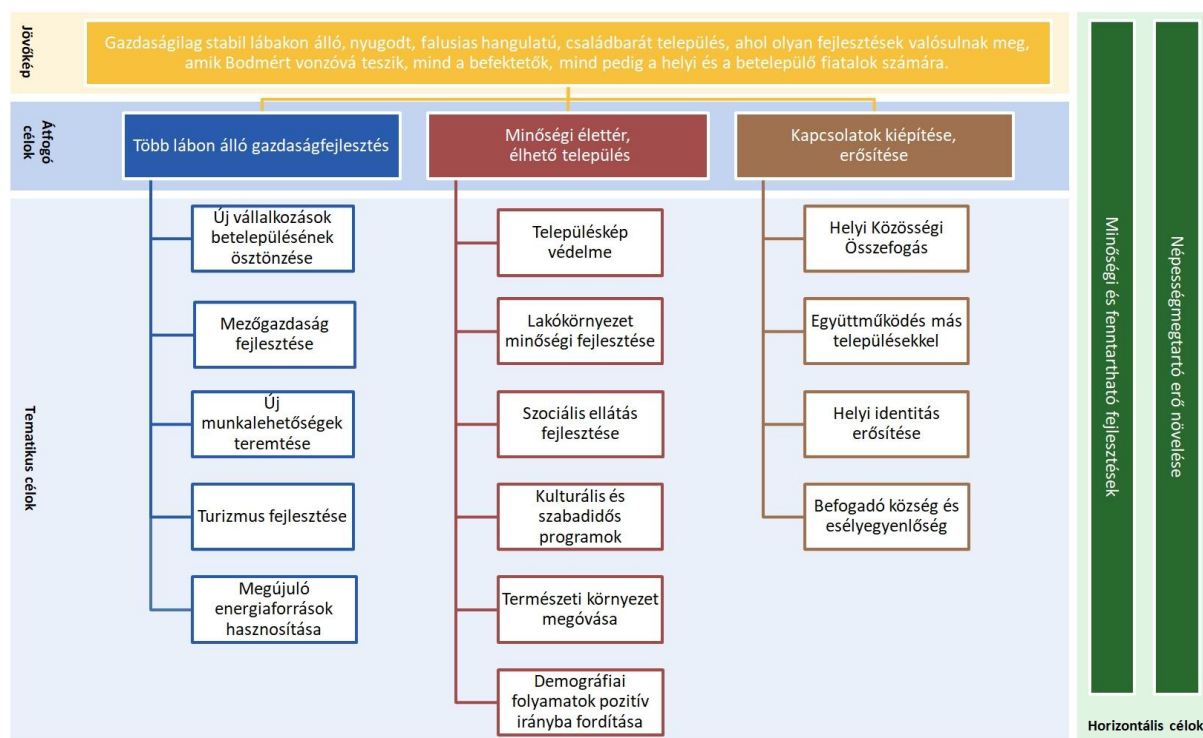 Jövőkép
Gazdaságilag stabil lábakon álló, nyugodt, falusias hangulatú, családbarát település, ahol olyan fejlesztések valósulnak meg,
amik Bodmért vonzóvá teszik, mind a befektetők, mind pedig a helyi és a betelepülő fiatalok számára.
Átfogó
célok
Több lábon álló gazdaságfejlesztés
Minőségi élettér,
élhető település
Kapcsolatok kiépítése,
erősítése
Tematikus célok
Új vállalkozások
betelepülésének
ösztönzése
Mezőgazdaság
fejlesztése
Új
munkalehetőségek
teremtése
Turizmus fejlesztése
Megújuló
energiaforrások
hasznosítása
Településkép
védelme
Lakókörnyezet
minőségi fejlesztése
Szociális ellátás
fejlesztése
Kulturális és
szabadidős
programok
Természeti környezet
megóvása
Demográfiai
folyamatok pozitív
irányba fordítása
Helyi Közösségi
Összefogás
Együttműködés más
településekkel
Helyi identitás
erősítése
Befogadó község és
esélyegyenlőség
Minőségi és fenntartható fejlesztések
Népességmegtartó erő növelése
Horizontális célok